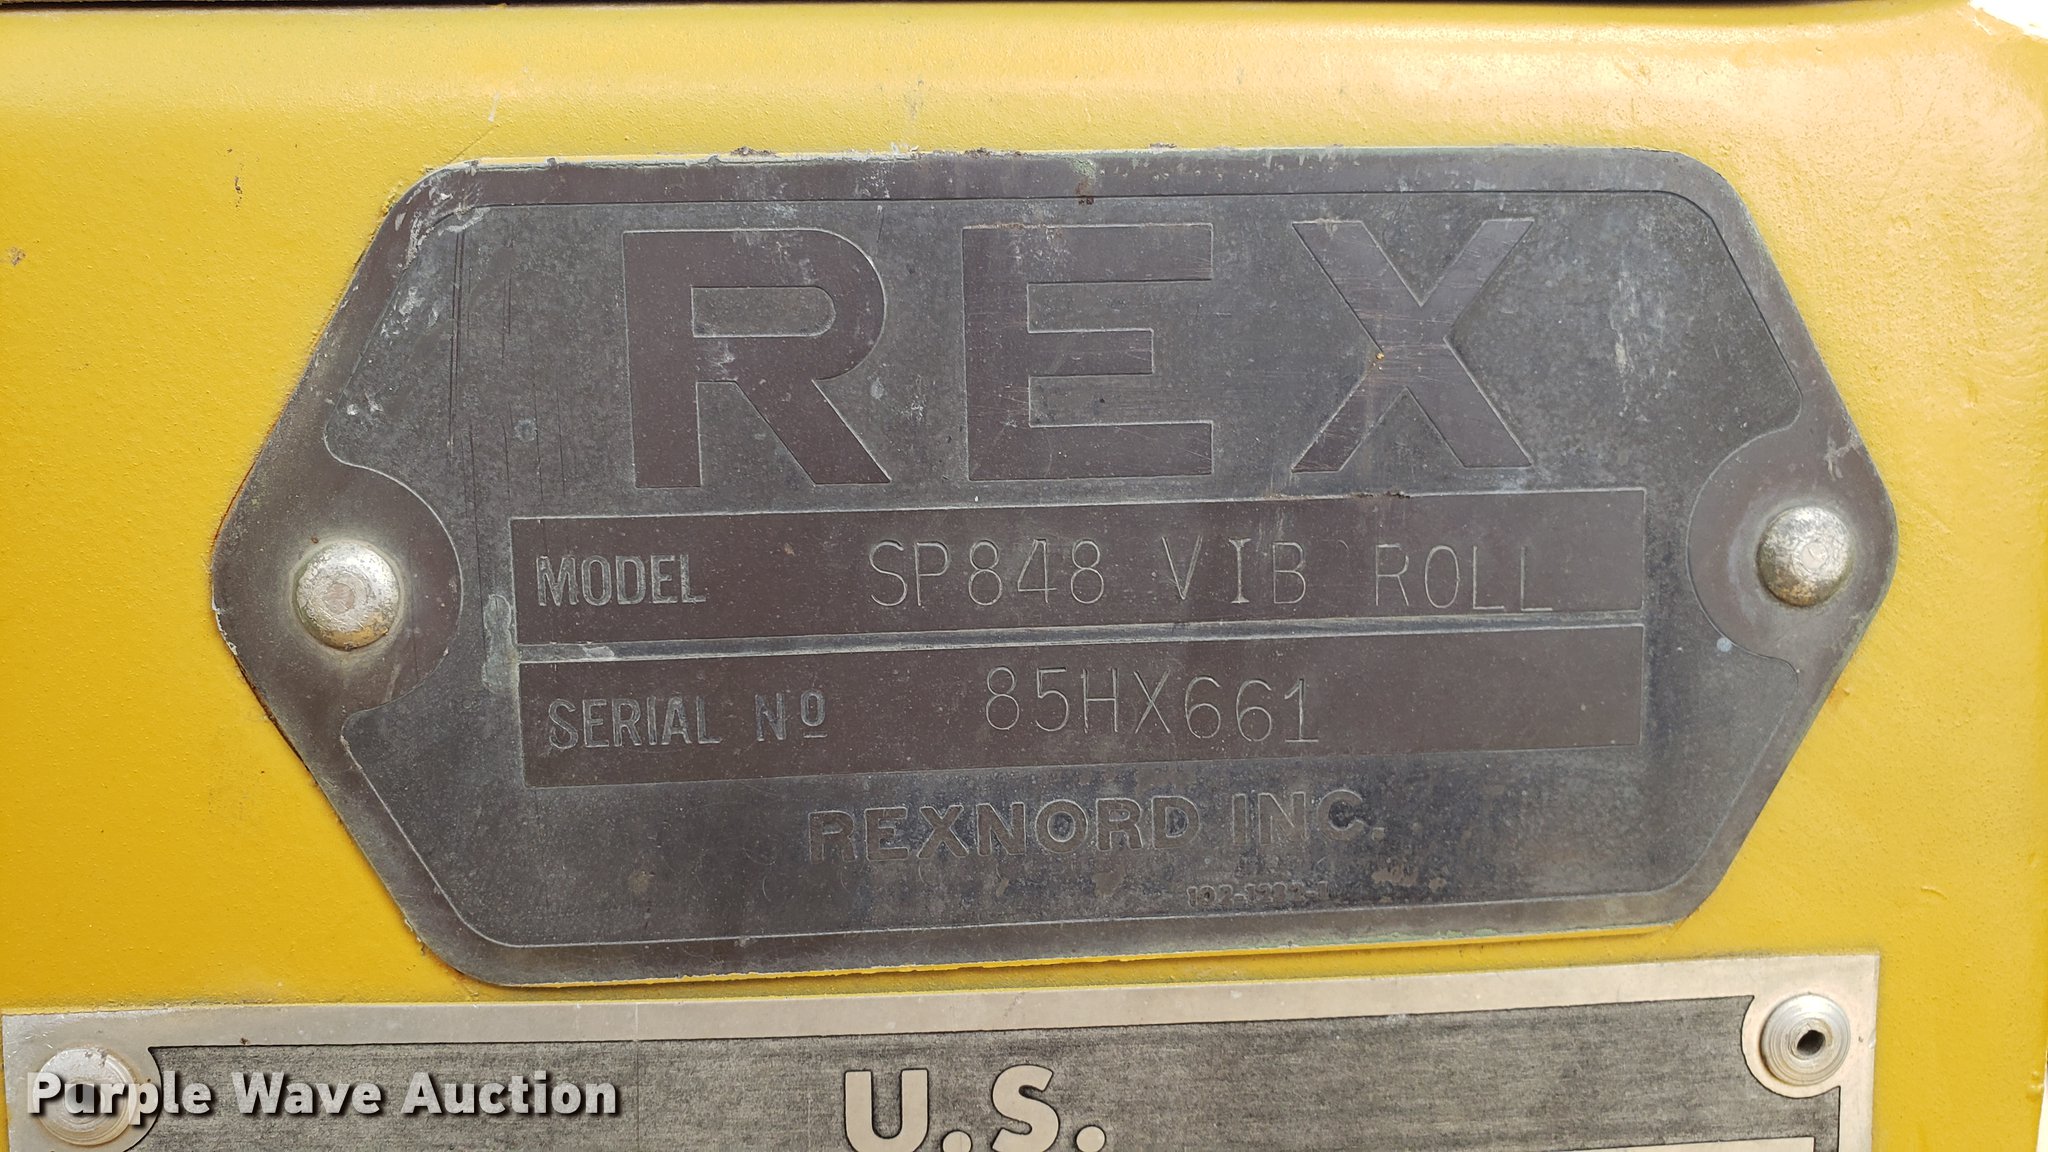 REX
MODEL SP848 VIB ROLL
SERIAL Nº 85HX661
REXNORD INC.
U.S.
Purple Wave Auction